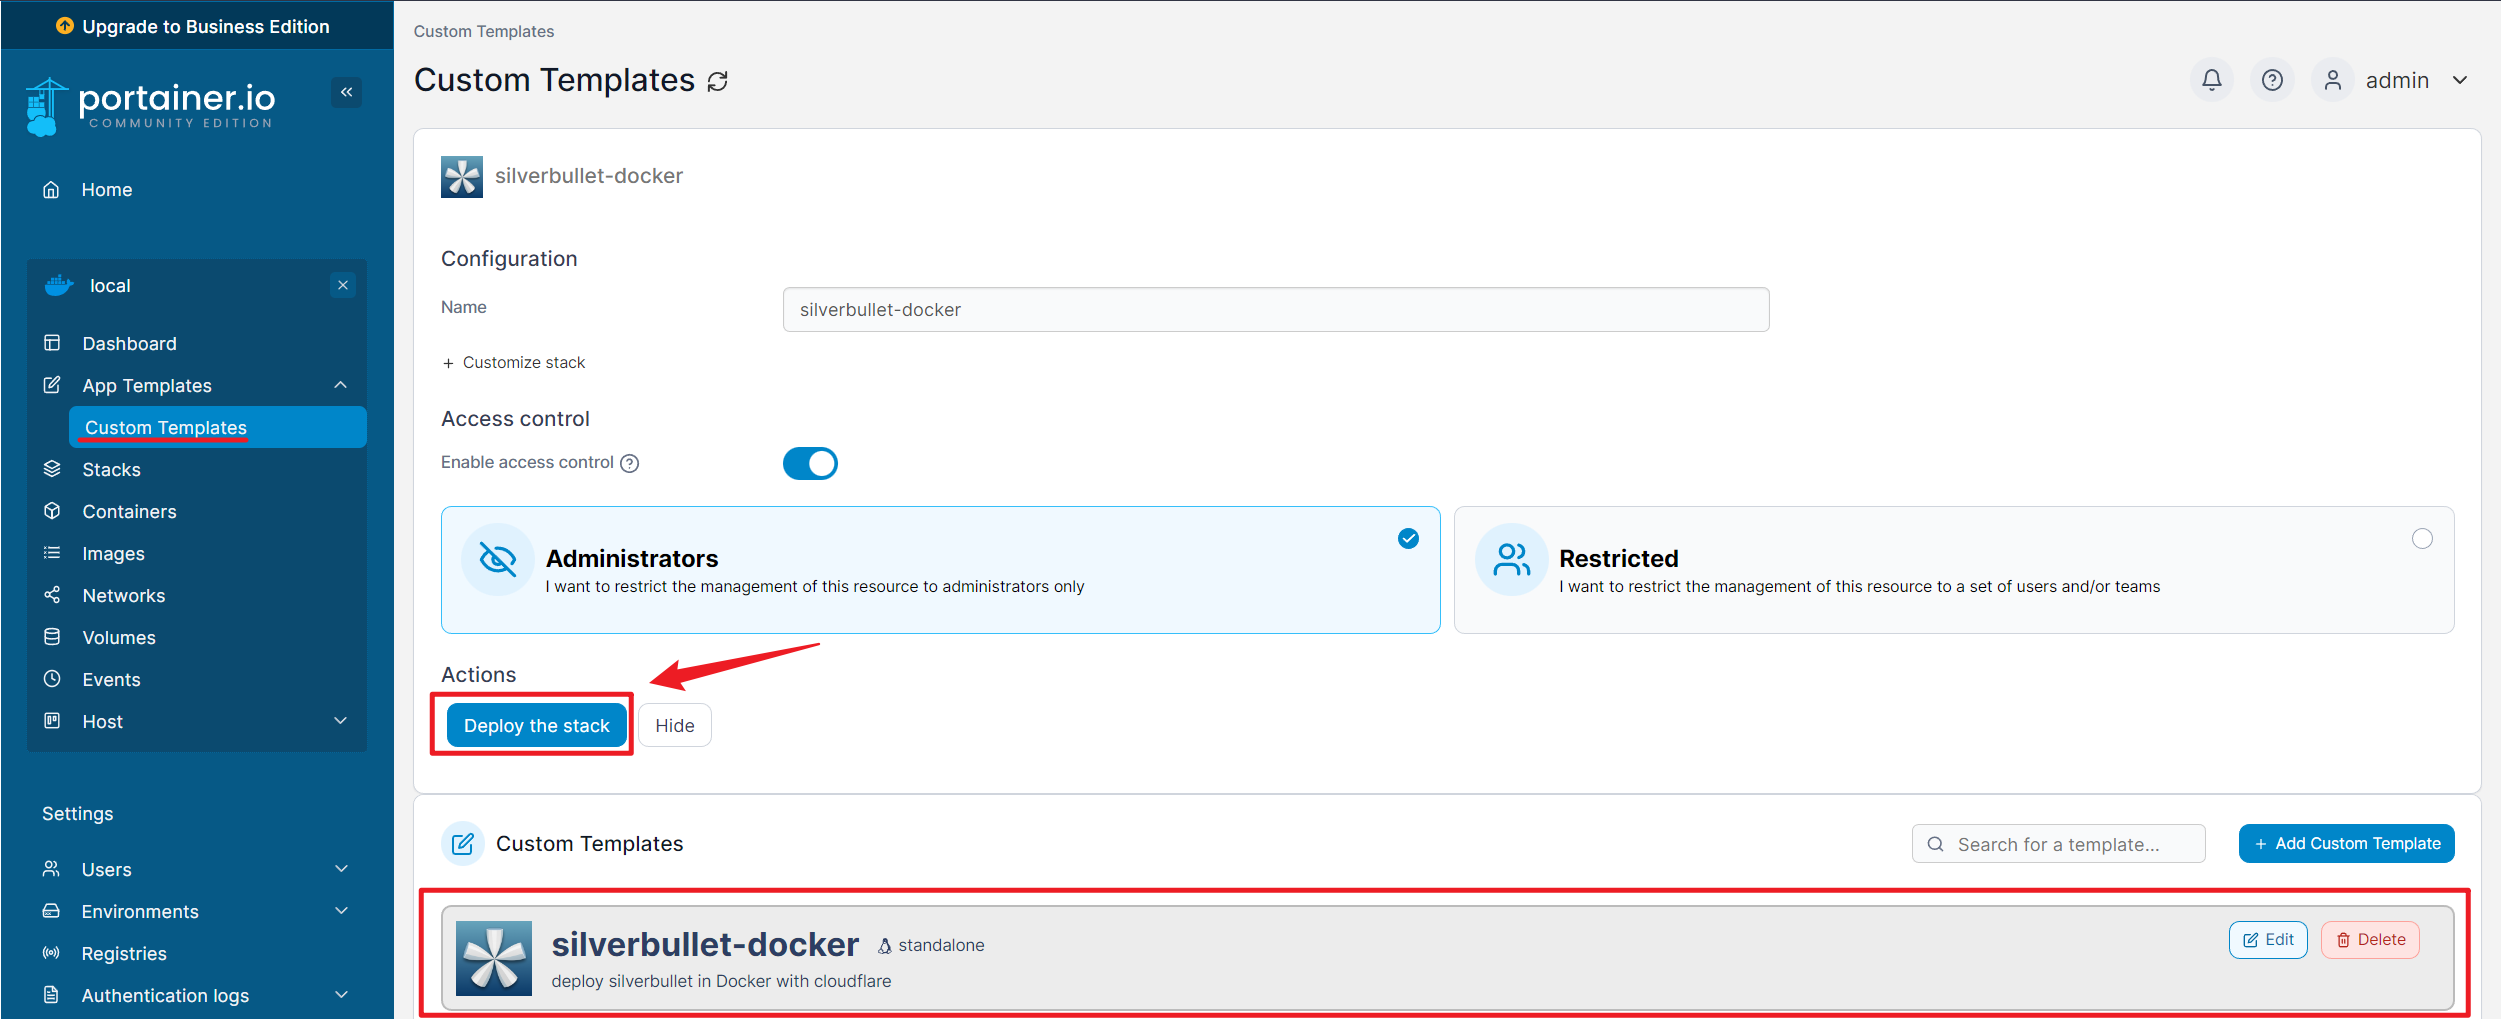 Upgrade to Business Edition
portainer.io
COMMUNITY EDITION
Home
local
Dashboard
App Templates
Custom Templates
Stacks
Containers
Images
Networks
Volumes
Events
Host
Settings
Users
Environments
Registries
Authentication logs
Custom Templates
Custom Templates
admin
silverbullet-docker
Configuration
Name
silverbullet-docker
+ Customize stack
Access control
Enable access control
Administrators
I want to restrict the management of this resource to administrators only
Restricted
I want to restrict the management of this resource to a set of users and/or teams
Actions
Deploy the stack
Hide
Custom Templates
Search for a template...
+ Add Custom Template
silverbullet-docker standalone
deploy silverbullet in Docker with cloudflare
Edit
Delete